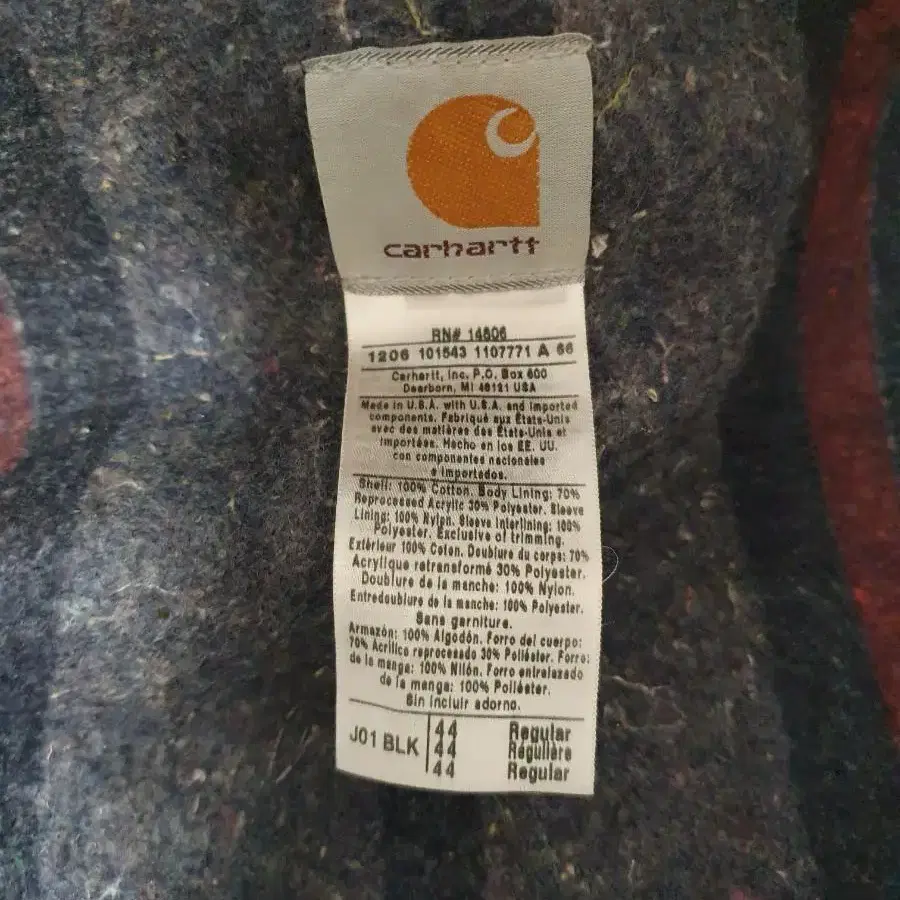 carhartt
RN# 14806
1206 101543 1107771 A 66
Carhartt, Inc. P.O. Box 600
Dearborn, MI 48121 USA
Made in U.S.A. with U.S.A. and imported
components. Fabriqué aux États-Unis
avec des matières des États-Unis et
importées. Hecho en los EE. UU.
con componentes nacionales
e importados.
Shell: 100% Cotton. Body Lining: 70%
Reprocessed Acrylic 30% Polyester. Sleeve
Lining: 100% Nylon. Sleeve Interlining: 100%
Polyester. Exclusive of trimming.
Extérieur 100% Coton. Doublure du corps: 70%
Acrylique retransformé 30% Polyester.
Doublure de la manche: 100% Nylon.
Entredoublure de la manche: 100% Polyester.
Sans garniture.
Armazón: 100% Algodón. Forro del cuerpo:
70% Acrílico reprocesado 30% Poliéster. Forro:
de la manga: 100% Nilón. Forro entrelazado
de la manga: 100% Poliéster.
Sin incluir adorno.
J01 BLK 44 Regular
44 Régulière
44 Regular